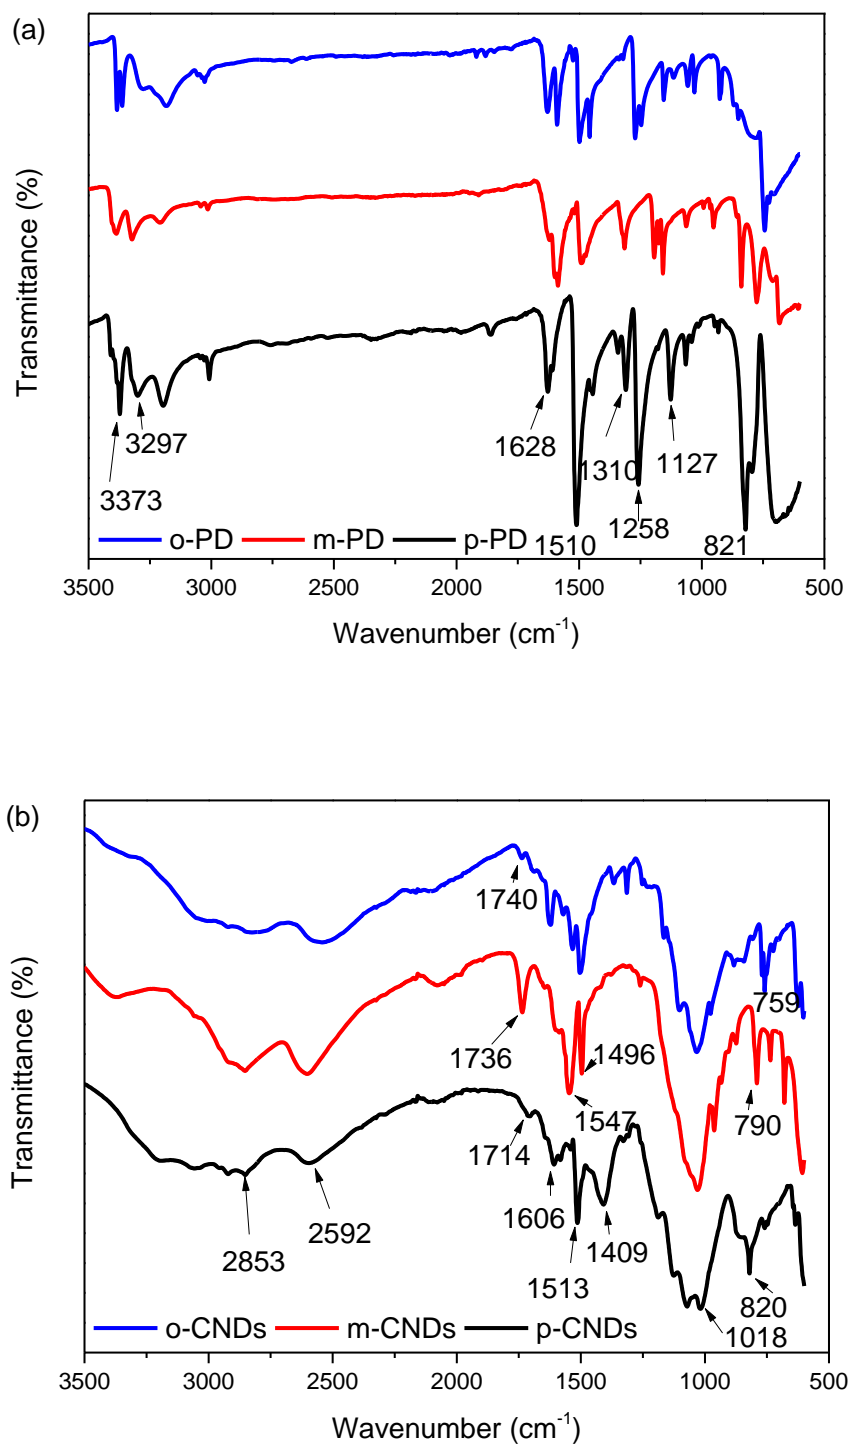 (a)
Transmittance (%)
3297
3373
1628
1310
1127
1258
1510
821
o-PD m-PD p-PD
3500 3000 2500 2000 1500 1000 500
Wavenumber (cm⁻¹)
(b)
Transmittance (%)
1740
759
1736
1496
1547
790
1714
1606
1409
2592
2853
1513
820
1018
o-CNDs m-CNDs p-CNDs
3500 3000 2500 2000 1500 1000 500
Wavenumber (cm⁻¹)